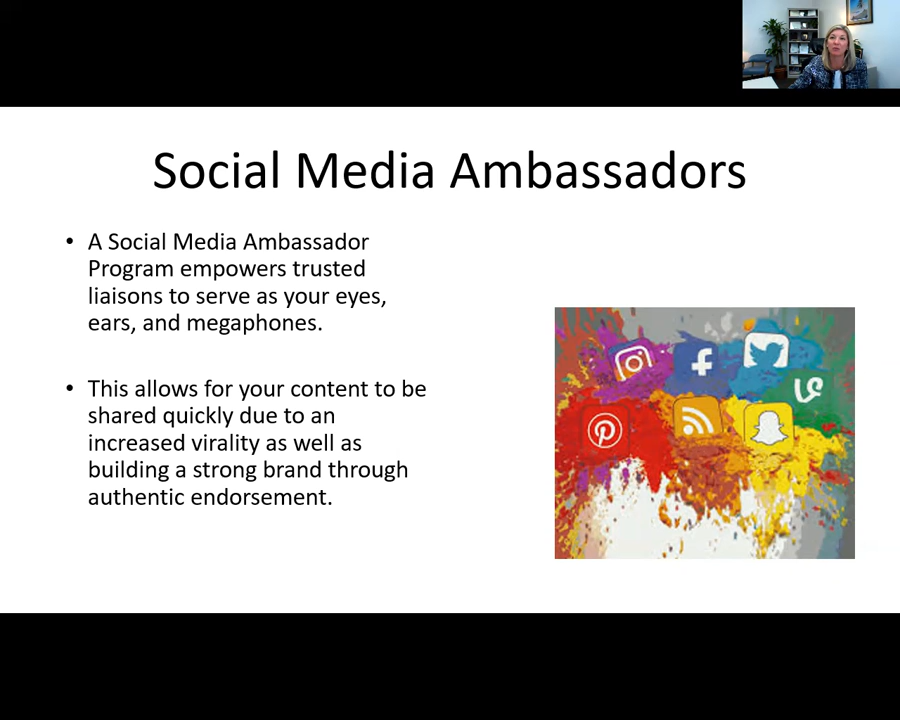 Social Media Ambassadors
• A Social Media Ambassador
Program empowers trusted
liaisons to serve as your eyes,
ears, and megaphones.
• This allows for your content to be
shared quickly due to an
increased virality as well as
building a strong brand through
authentic endorsement.